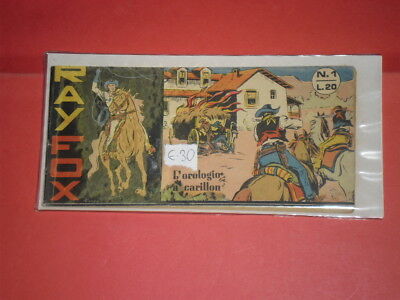 RAY FOX
N.1
L.20
€.30
L'orologio
a carillon